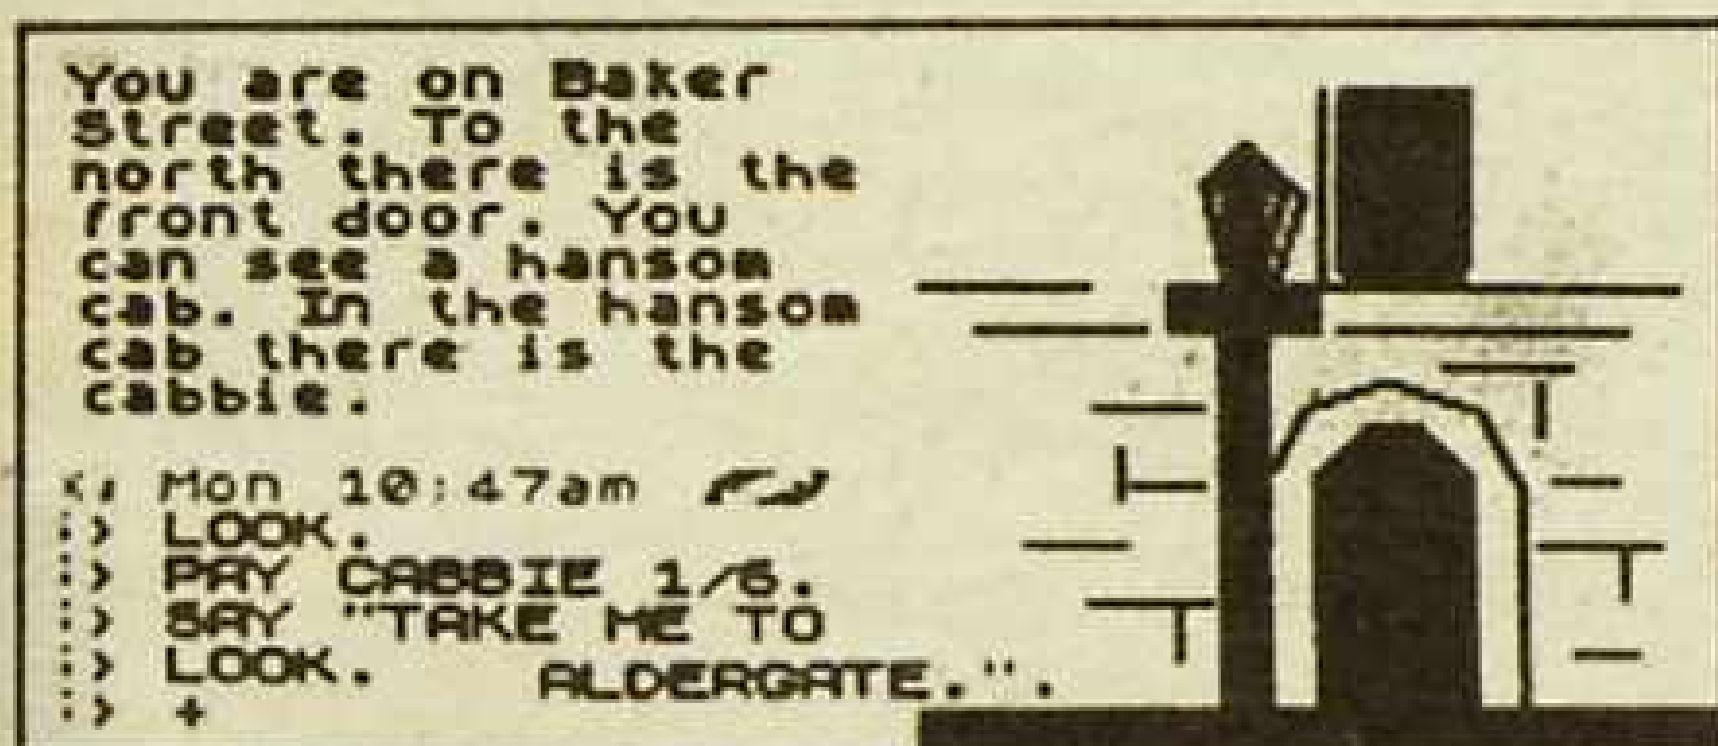 You are on Baker
Street. To the
north there is the
front door. You
can see a hansom
cab. In the hansom
cab there is the
cabbie.
Mon 10:47am
:> LOOK.
:> PAY CABBIE 1/6.
:> SAY "TAKE ME TO
ALDERGATE.".
:> LOOK.
:> +